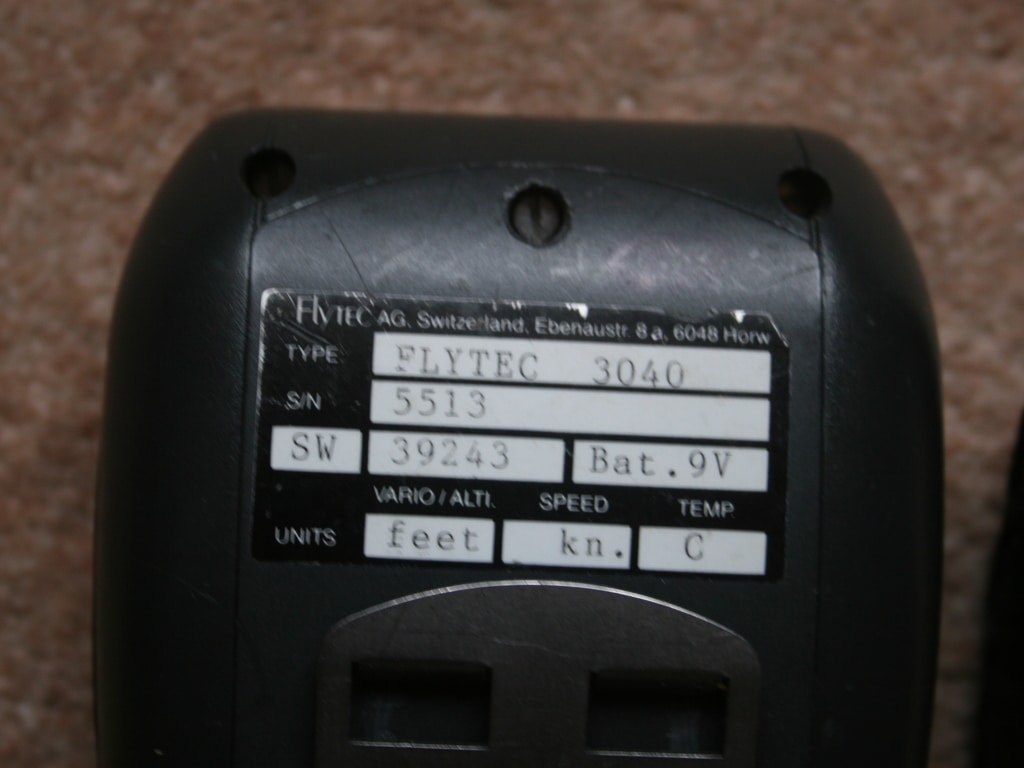 FLYTEC AG. Switzerland, Ebenaustr. 8 a, 6048 Horw
TYPE FLYTEC 3040
S/N 5513
SW 39243 Bat.9V
VARIO / ALTI. SPEED TEMP.
UNITS feet kn. C